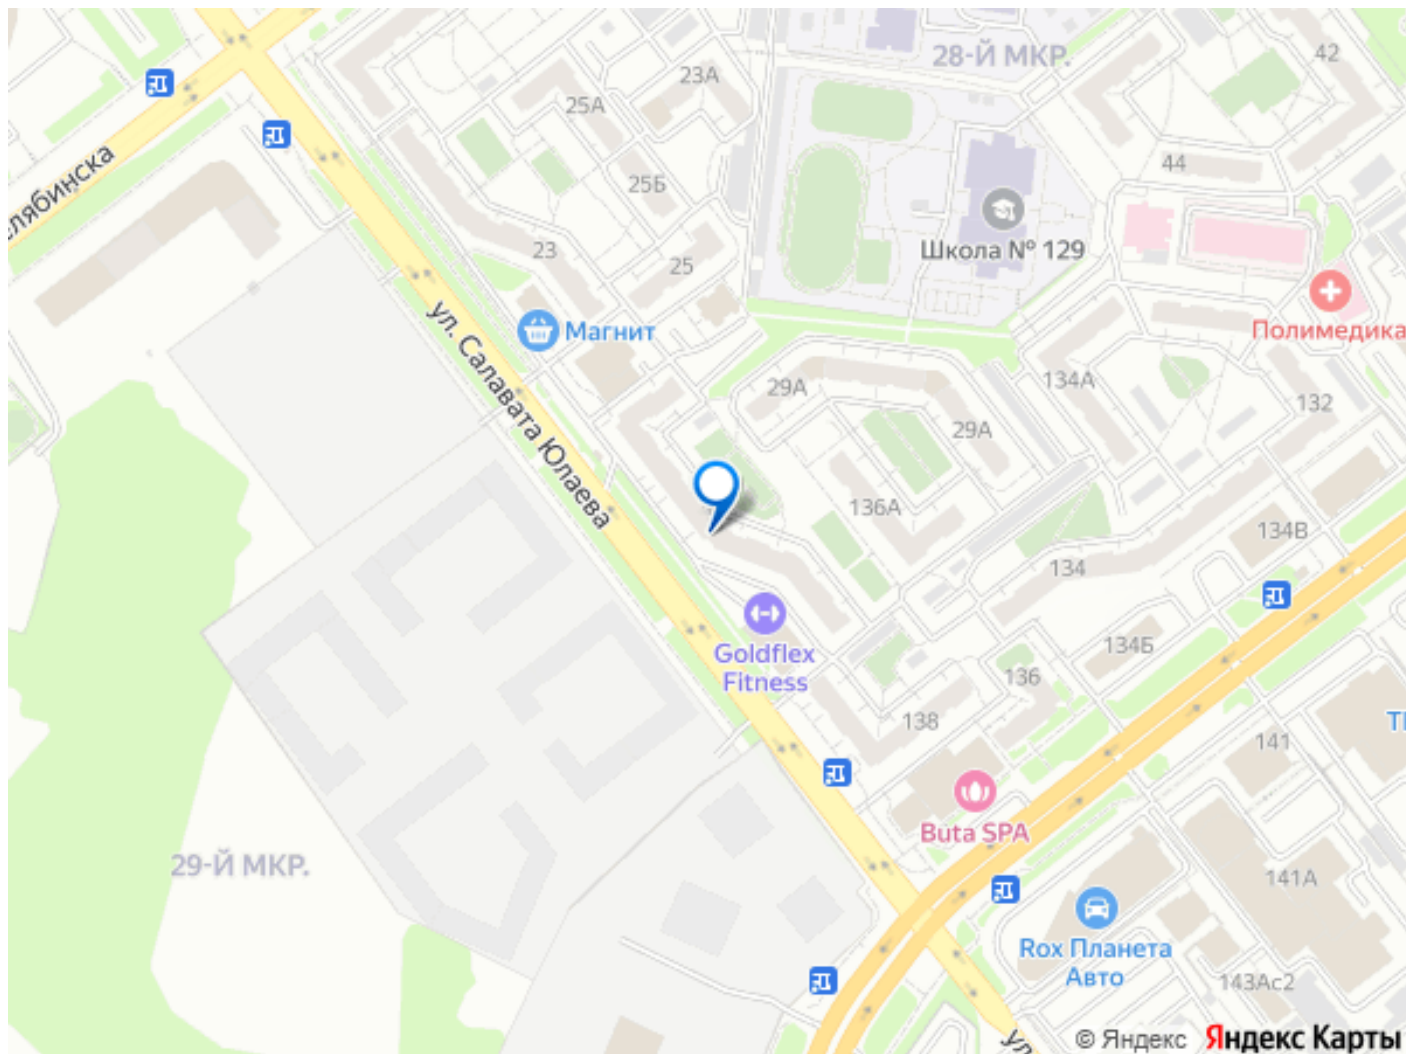 28-Й МКР.
42
23А
25А
44
25Б
Школа № 129
23
25
лябинска
Магнит
Полимедика
ул. Салавата Юлаева
29А
134А
132
29А
136А
134В
134
134Б
Goldflex
Fitness
136
138
141
Buta SPA
29-Й МКР.
141А
Rox Планета
Авто
143Ас2
ул
© Яндекс
Яндекс Карты